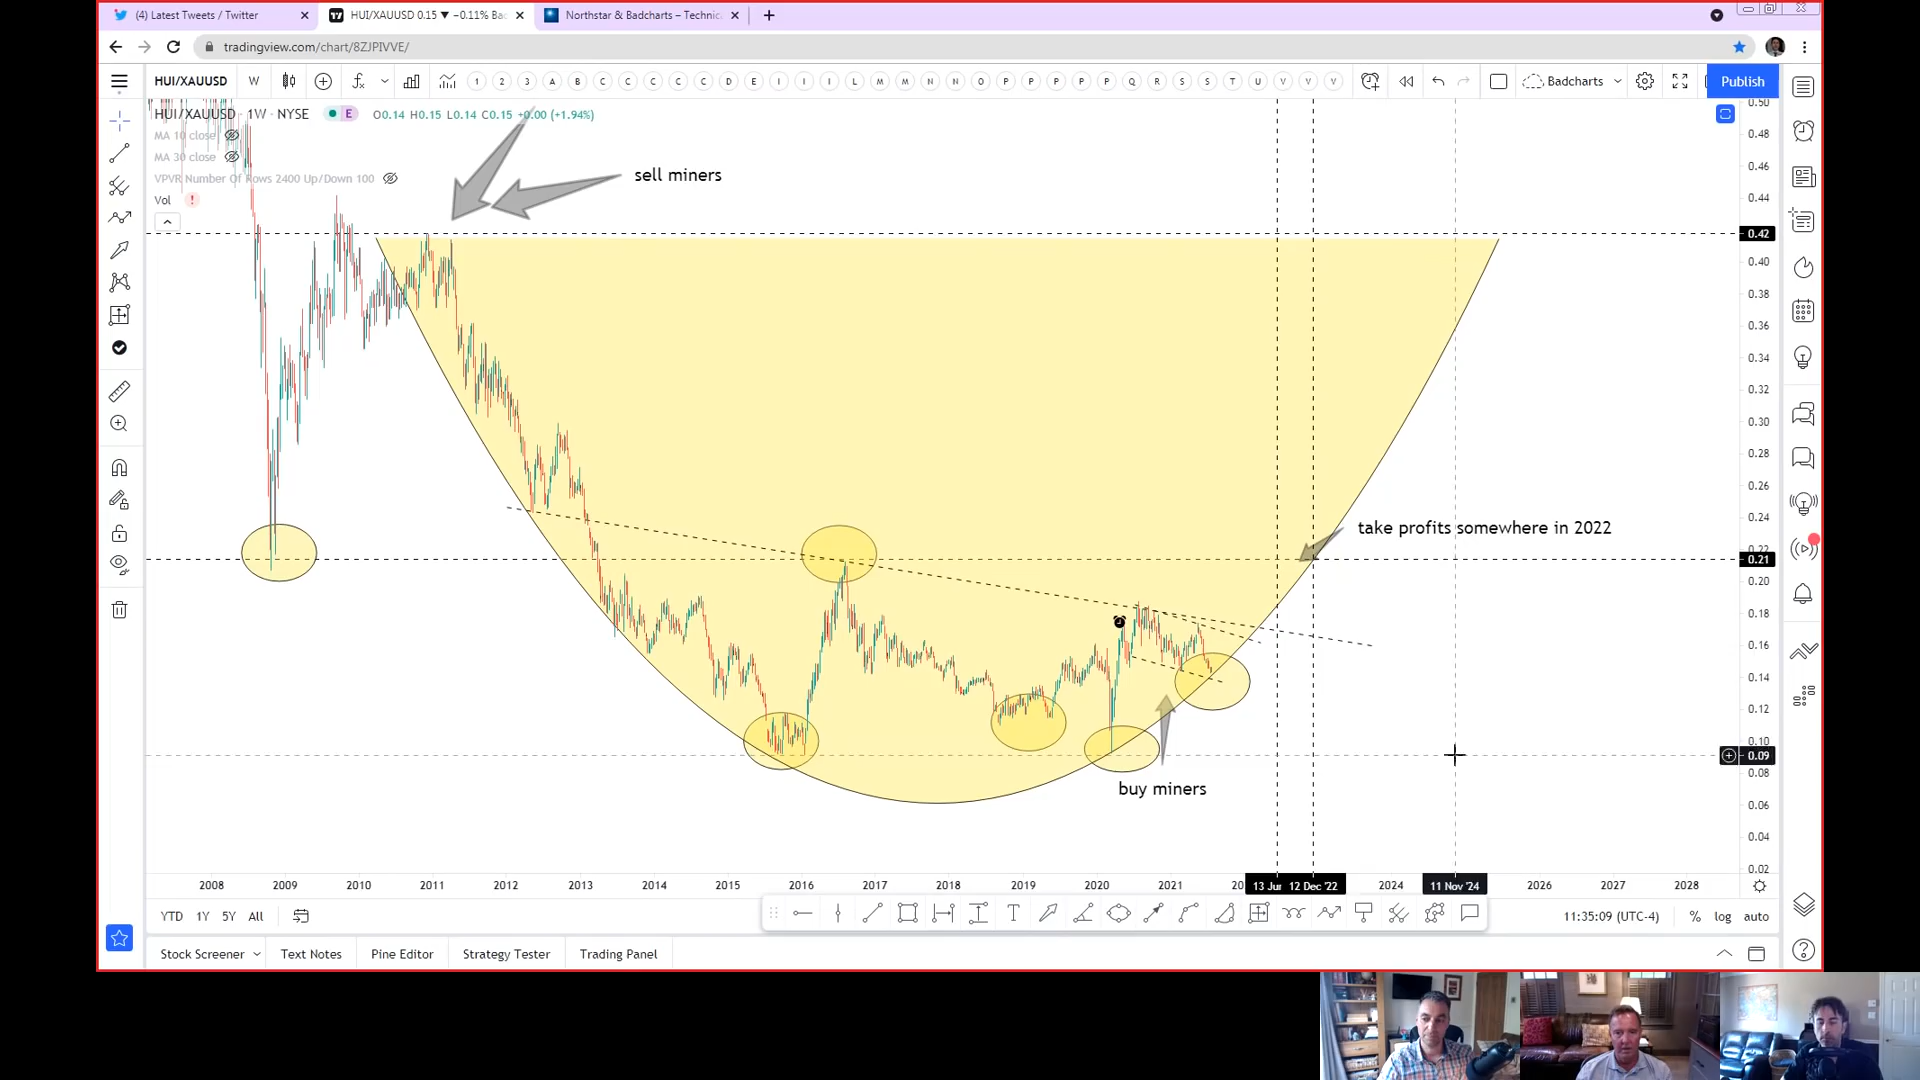 (4) Latest Tweets / Twitter
HUI/XAUUSD 0.15 ▼ −0.11% Ba
Northstar & Badcharts – Technic
tradingview.com/chart/8ZJPIVVE/
HUI/XAUUSD W 1 2 3 A B C C C C C D E I I I L M M N N O P P P P P Q R S S T U V V V Badcharts Publish
HUI/XAUUSD 1W NYSE E O0.14 H0.15 L0.14 C0.15 +0.00 (+1.94%)
MA 10 close
MA 30 close
VPVR Number Of Rows 2400 Up/Down 100
Vol
sell miners
take profits somewhere in 2022
buy miners
0.50
0.48
0.46
0.44
0.42
0.40
0.38
0.36
0.34
0.32
0.30
0.28
0.26
0.24
0.22
0.21
0.20
0.18
0.16
0.14
0.12
0.10
0.09
0.08
0.06
0.04
0.02
2008 2009 2010 2011 2012 2013 2014 2015 2016 2017 2018 2019 2020 2021 13 Jun 12 Dec '22 2024 11 Nov '24 2026 2027 2028
YTD 1Y 5Y All 11:35:09 (UTC-4) % log auto
Stock Screener Text Notes Pine Editor Strategy Tester Trading Panel